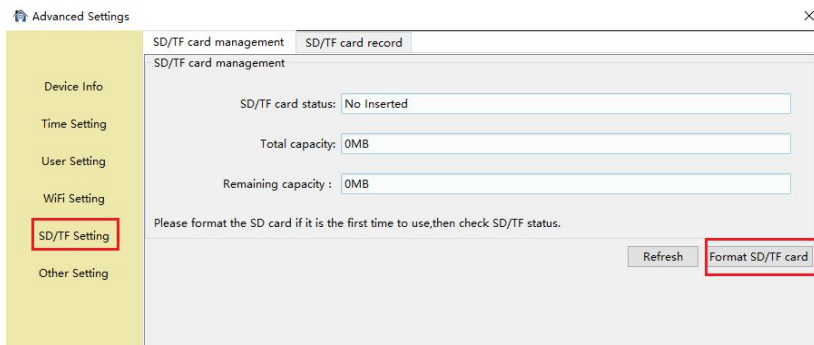 Advanced Settings
SD/TF card management
SD/TF card record
SD/TF card management
Device Info
Time Setting
User Setting
WiFi Setting
SD/TF Setting
Other Setting
SD/TF card status: No Inserted
Total capacity: 0MB
Remaining capacity : 0MB
Please format the SD card if it is the first time to use,then check SD/TF status.
Refresh
Format SD/TF card